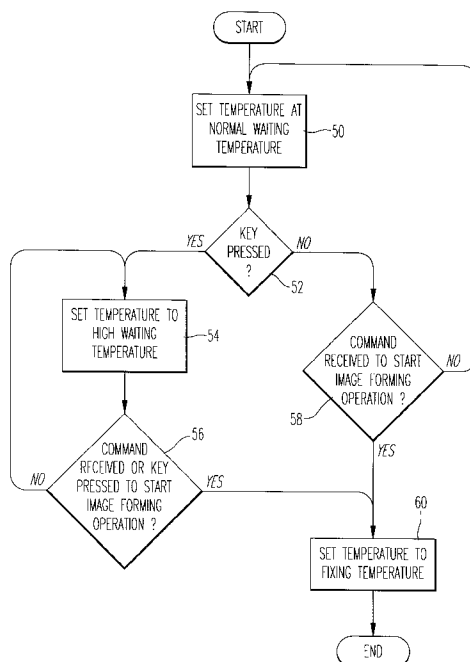 START
SET TEMPERATURE AT
NORMAL WAITING
TEMPERATURE
50
KEY
PRESSED
?
YES
NO
52
SET TEMPERATURE TO
HIGH WAITING
TEMPERATURE
54
COMMAND
RECEIVED TO START
IMAGE FORMING
OPERATION ?
NO
58
YES
56
COMMAND
RECEIVED OR KEY
PRESSED TO START
IMAGE FORMING
OPERATION ?
NO
YES
60
SET TEMPERATURE TO
FIXING TEMPERATURE
END